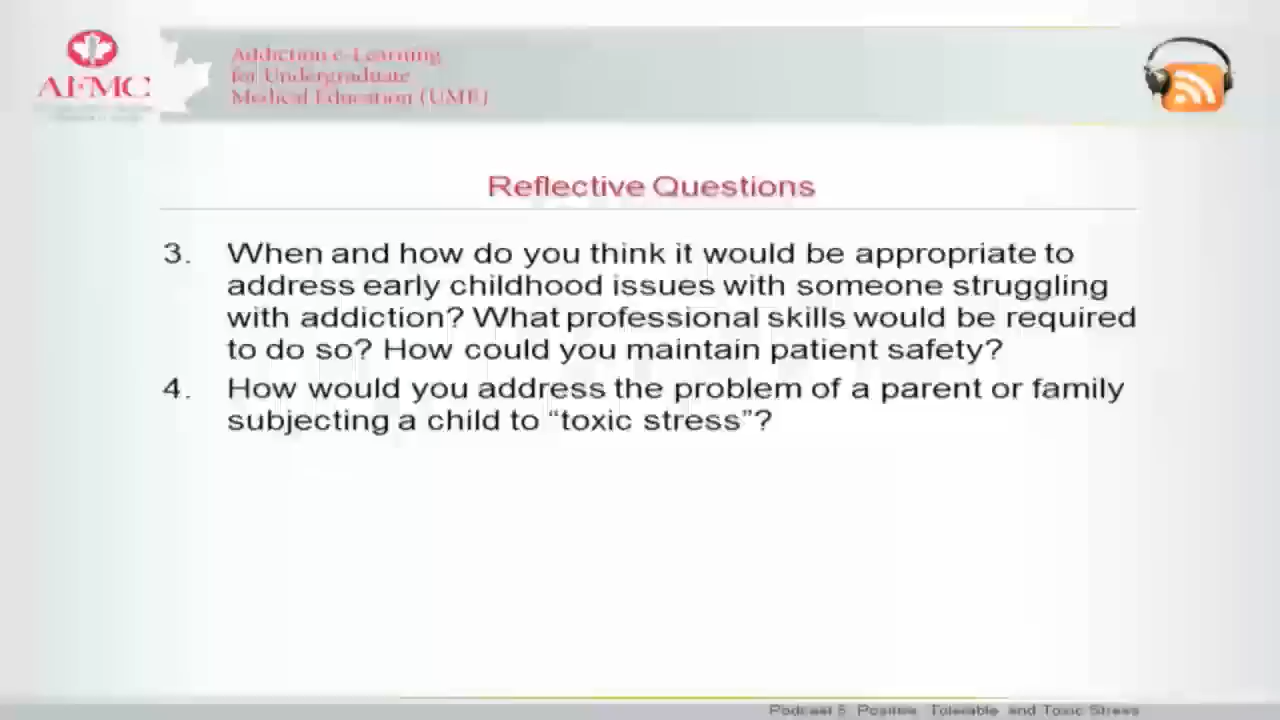 AFMC
Addiction e-Learning
for Undergraduate
Medical Education (UME)
Reflective Questions
3. When and how do you think it would be appropriate to
address early childhood issues with someone struggling
with addiction? What professional skills would be required
to do so? How could you maintain patient safety?
4. How would you address the problem of a parent or family
subjecting a child to “toxic stress”?
Podcast 5 Positive, Tolerable and Toxic Stress